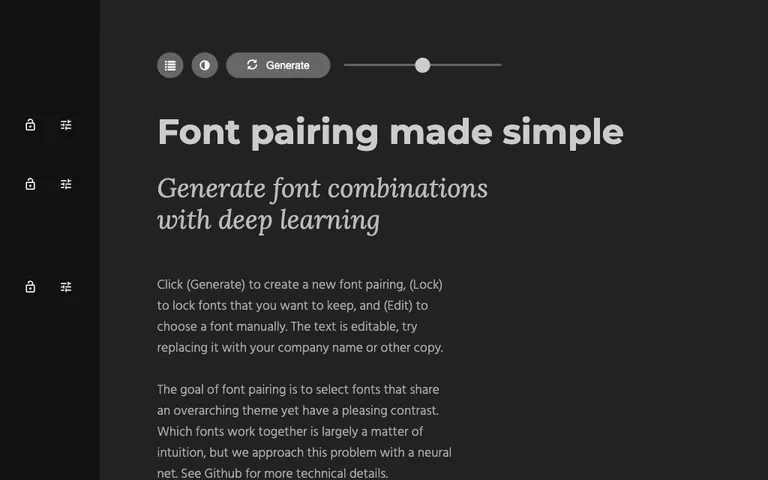 Generate
Font pairing made simple
Generate font combinations
with deep learning
Click (Generate) to create a new font pairing, (Lock)
to lock fonts that you want to keep, and (Edit) to
choose a font manually. The text is editable, try
replacing it with your company name or other copy.
The goal of font pairing is to select fonts that share
an overarching theme yet have a pleasing contrast.
Which fonts work together is largely a matter of
intuition, but we approach this problem with a neural
net. See Github for more technical details.